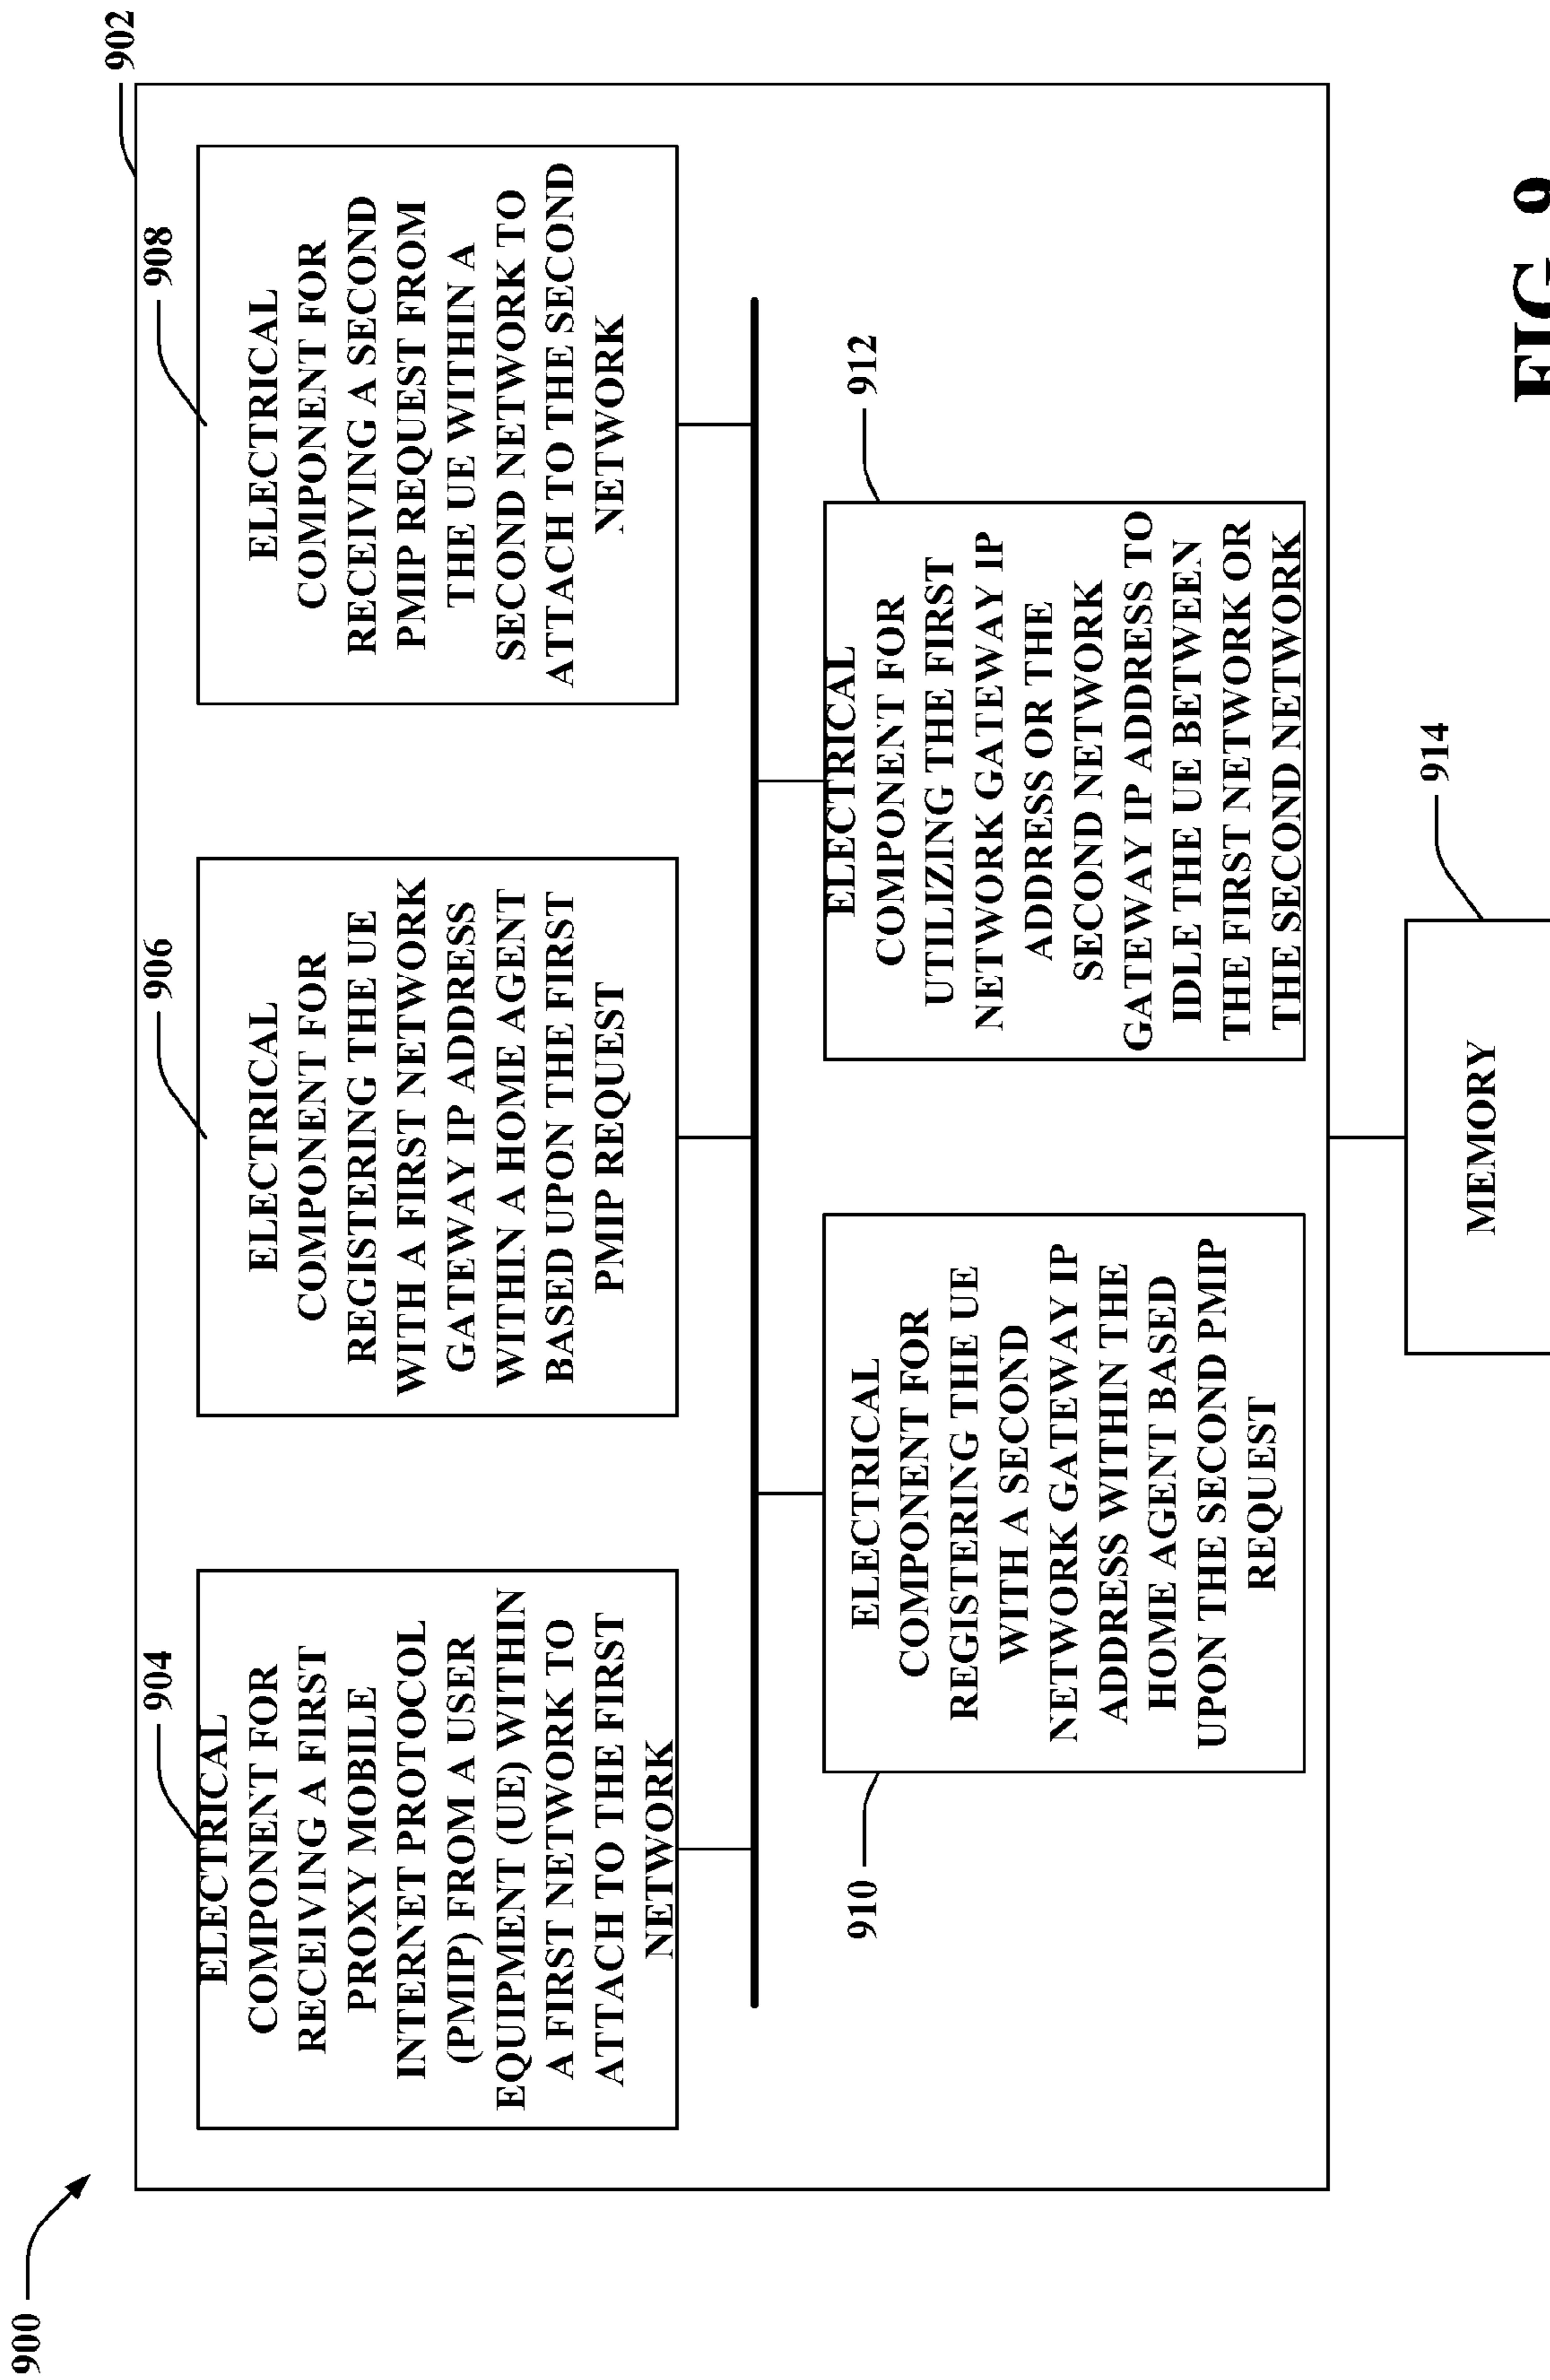 900
902
904
ELECTRICAL
COMPONENT FOR
RECEIVING A FIRST
PROXY MOBILE
INTERNET PROTOCOL
(PMIP) FROM A USER
EQUIPMENT (UE) WITHIN
A FIRST NETWORK TO
ATTACH TO THE FIRST
NETWORK
906
ELECTRICAL
COMPONENT FOR
REGISTERING THE UE
WITH A FIRST NETWORK
GATEWAY IP ADDRESS
WITHIN A HOME AGENT
BASED UPON THE FIRST
PMIP REQUEST
908
ELECTRICAL
COMPONENT FOR
RECEIVING A SECOND
PMIP REQUEST FROM
THE UE WITHIN A
SECOND NETWORK TO
ATTACH TO THE SECOND
NETWORK
910
ELECTRICAL
COMPONENT FOR
REGISTERING THE UE
WITH A SECOND
NETWORK GATEWAY IP
ADDRESS WITHIN THE
HOME AGENT BASED
UPON THE SECOND PMIP
REQUEST
912
ELECTRICAL
COMPONENT FOR
UTILIZING THE FIRST
NETWORK GATEWAY IP
ADDRESS OR THE
SECOND NETWORK
GATEWAY IP ADDRESS TO
IDLE THE UE BETWEEN
THE FIRST NETWORK OR
THE SECOND NETWORK
914
MEMORY
FIG. 9